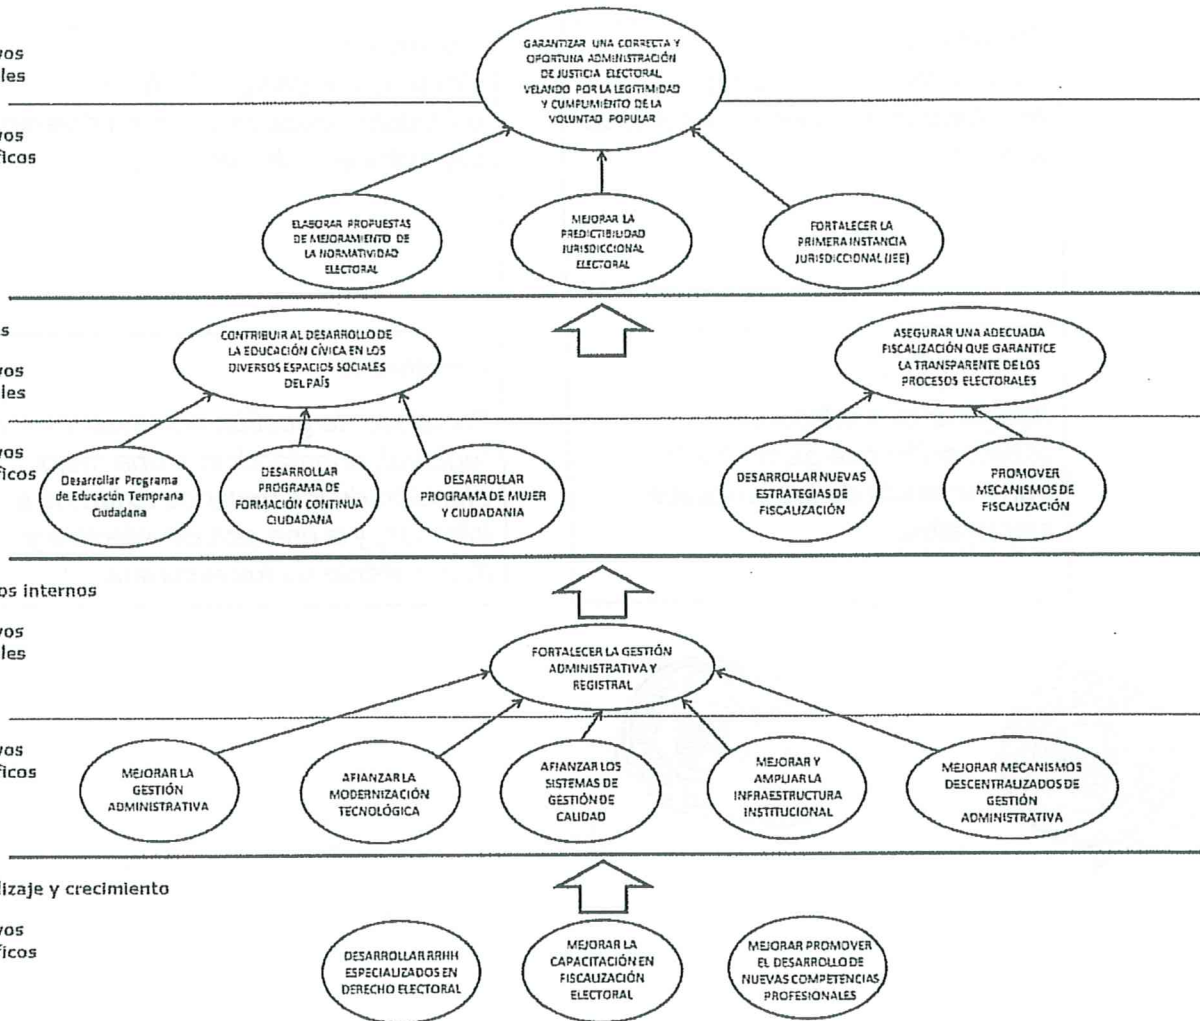 vos
les
GARANTIZAR UNA CORRECTA Y
OPORTUNA ADMINISTRACIÓN
DE JUSTICIA ELECTORAL
VELANDO POR LA LEGITIMIDAD
Y CUMPLIMIENTO DE LA
VOLUNTAD POPULAR
vos
ficos
ELABORAR PROPUESTAS
DE MEJORAMIENTO DE
LA NORMATIVIDAD
ELECTORAL
MEJORAR LA
PREDICTIBILIDAD
JURISDICCIONAL
ELECTORAL
FORTALECER LA
PRIMERA INSTANCIA
JURISDICCIONAL (JEE)
s
vos
les
CONTRIBUIR AL DESARROLLO DE
LA EDUCACIÓN CÍVICA EN LOS
DIVERSOS ESPACIOS SOCIALES
DEL PAÍS
ASEGURAR UNA ADECUADA
FISCALIZACIÓN QUE GARANTICE
LA TRANSPARENTE DE LOS
PROCESOS ELECTORALES
vos
ficos
Desarrollar Programa
de Educación Temprana
Ciudadana
DESARROLLAR
PROGRAMA DE
FORMACIÓN CONTINUA
CIUDADANA
DESARROLLAR
PROGRAMA DE MUJER
Y CIUDADANIA
DESARROLLAR NUEVAS
ESTRATEGIAS DE
FISCALIZACIÓN
PROMOVER
MECANISMOS DE
FISCALIZACIÓN
os internos
vos
les
FORTALECER LA GESTIÓN
ADMINISTRATIVA Y
REGISTRAL
vos
ficos
MEJORAR LA
GESTIÓN
ADMINISTRATIVA
AFIANZAR LA
MODERNIZACIÓN
TECNOLÓGICA
AFIANZAR LOS
SISTEMAS DE
GESTIÓN DE
CALIDAD
MEJORAR Y
AMPLIAR LA
INFRAESTRUCTURA
INSTITUCIONAL
MEJORAR MECANISMOS
DESCENTRALIZADOS DE
GESTIÓN
ADMINISTRATIVA
izaje y crecimiento
vos
ficos
DESARROLLAR RRHH
ESPECIALIZADOS EN
DERECHO ELECTORAL
MEJORAR LA
CAPACITACIÓN EN
FISCALIZACIÓN
ELECTORAL
MEJORAR PROMOVER
EL DESARROLLO DE
NUEVAS COMPETENCIAS
PROFESIONALES